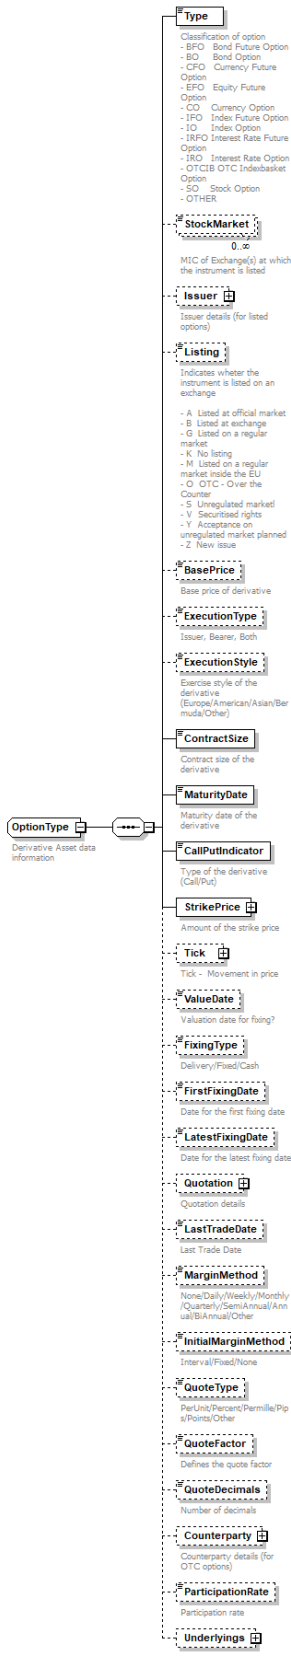 Type
Classification of option
- BFO Bond Future Option
- BO Bond Option
- CFO Currency Future
Option
- EFO Equity Future
Option
- CO Currency Option
- IFO Index Future Option
- IO Index Option
- IRFO Interest Rate Future
Option
- IRO Interest Rate Option
- OTCIB OTC Indexbasket
Option
- SO Stock Option
- OTHER
StockMarket
0..∞
MIC of Exchange(s) at which
the instrument is listed
Issuer
Issuer details (for listed
options)
Listing
Indicates wheter the
instrument is listed on an
exchange
- A Listed at official market
- B Listed at exchange
- G Listed on a regular
market
- K No listing
- M Listed on a regular
market inside the EU
- O OTC - Over the
Counter
- S Unregulated marketl
- V Securitised rights
- Y Acceptance on
unregulated market planned
- Z New issue
BasePrice
Base price of derivative
ExecutionType
Issuer, Bearer, Both
ExecutionStyle
Exercise style of the
derivative
(Europe/American/Asian/Ber
muda/Other)
ContractSize
Contract size of the
derivative
MaturityDate
Maturity date of the
derivative
OptionType
Derivative Asset data
information
CallPutIndicator
Type of the derivative
(Call/Put)
StrikePrice
Amount of the strike price
Tick
Tick - Movement in price
ValueDate
Valuation date for fixing?
FixingType
Delivery/Fixed/Cash
FirstFixingDate
Date for the first fixing date
LatestFixingDate
Date for the latest fixing date
Quotation
Quotation details
LastTradeDate
Last Trade Date
MarginMethod
None/Daily/Weekly/Monthly
/Quarterly/SemiAnnual/Ann
ual/BiAnnual/Other
InitialMarginMethod
Interval/Fixed/None
QuoteType
PerUnit/Percent/Permille/Pip
s/Points/Other
QuoteFactor
Defines the quote factor
QuoteDecimals
Number of decimals
Counterparty
Counterparty details (for
OTC options)
ParticipationRate
Participation rate
Underlyings